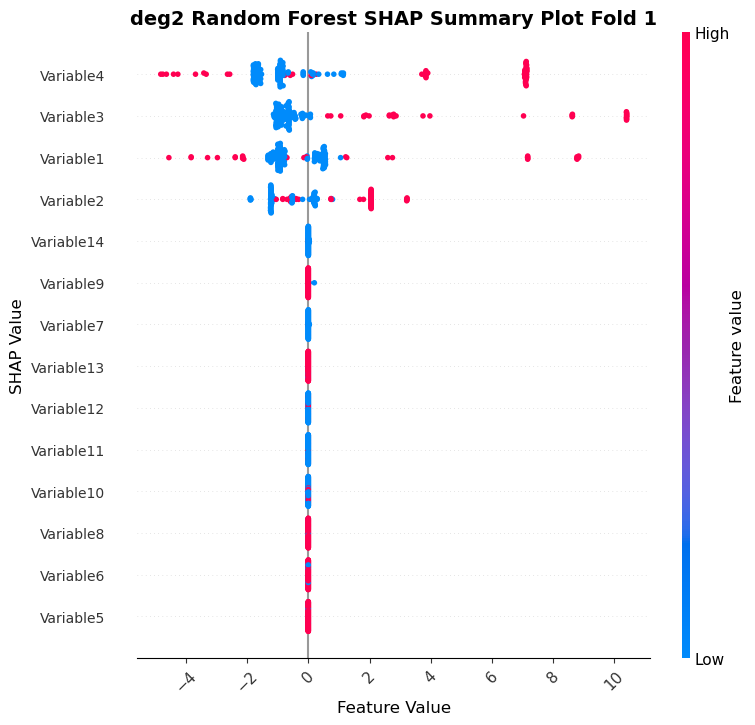 deg2 Random Forest SHAP Summary Plot Fold 1
High
Variable4
Variable3
Variable1
Variable2
Variable14
Variable9
Variable7
Variable13
Variable12
Variable11
Variable10
Variable8
Variable6
Variable5
SHAP Value
Feature value
Low
−4
−2
0
2
4
6
8
10
Feature Value